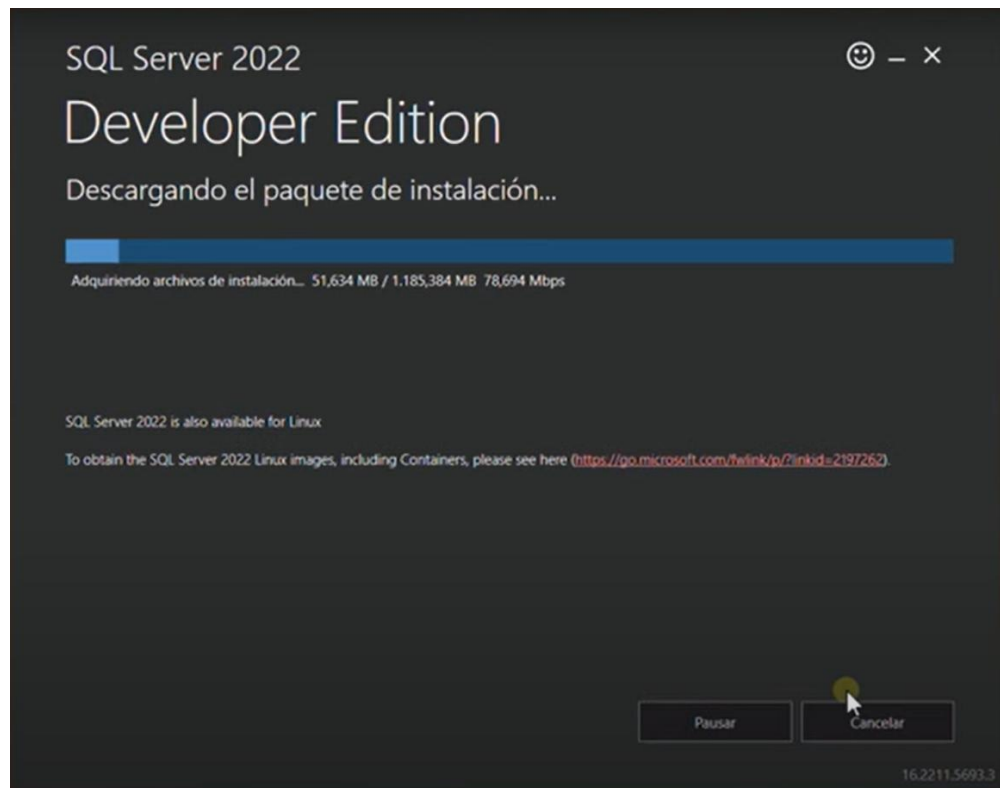 SQL Server 2022
Developer Edition
Descargando el paquete de instalación...
Adquiriendo archivos de instalación... 51,634 MB / 1.185,384 MB 78,694 Mbps
SQL Server 2022 is also available for Linux
To obtain the SQL Server 2022 Linux images, including Containers, please see here (https://go.microsoft.com/fwlink/p/?linkid=2197262).
Pausar Cancelar
16.2211.5693.3